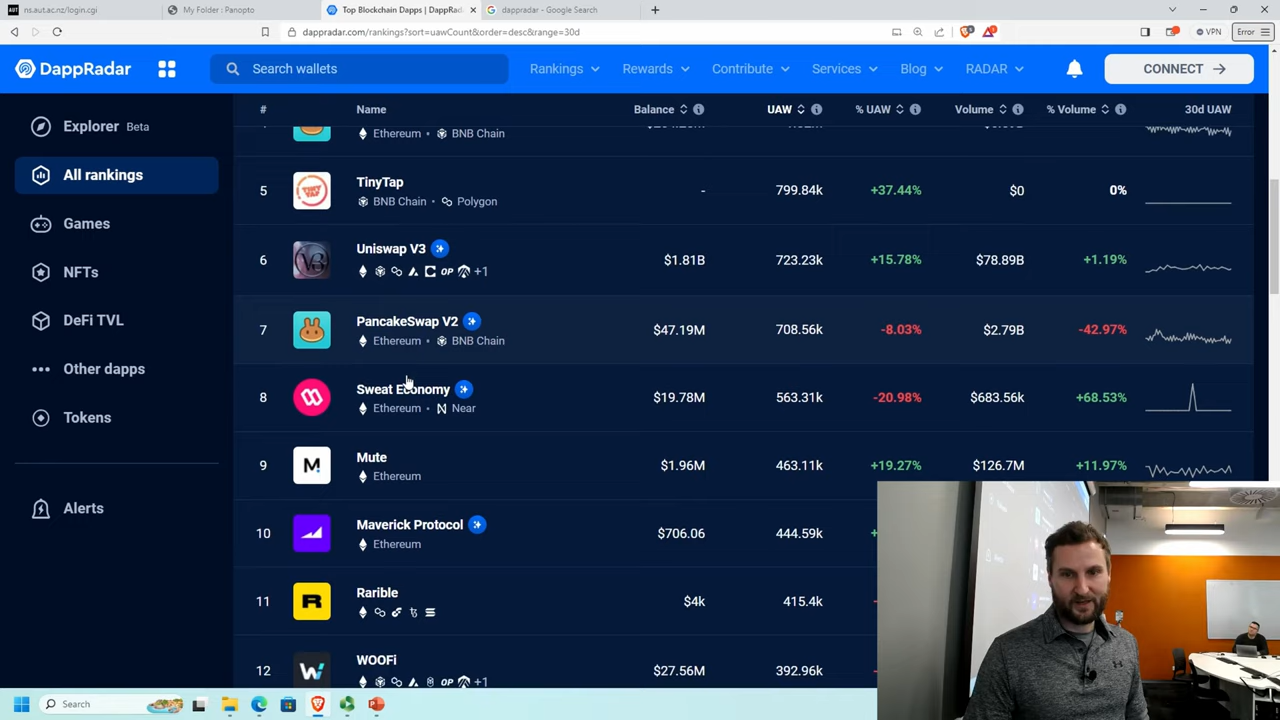 ns.aut.ac.nz/login.cgi
My Folder : Panopto
Top Blockchain Dapps | DappRad
dappradar - Google Search
dappradar.com/rankings?sort=uawCount&order=desc&range=30d
VPN
Error
DappRadar
Search wallets
Rankings
Rewards
Contribute
Services
Blog
RADAR
CONNECT
Explorer Beta
All rankings
Games
NFTs
DeFi TVL
Other dapps
Tokens
Alerts
# Name Balance UAW % UAW Volume % Volume 30d UAW
Ethereum • BNB Chain
5 TinyTap - 799.84k +37.44% $0 0%
BNB Chain • Polygon
6 Uniswap V3 $1.81B 723.23k +15.78% $78.89B +1.19%
OP +1
7 PancakeSwap V2 $47.19M 708.56k -8.03% $2.79B -42.97%
Ethereum • BNB Chain
8 Sweat Economy $19.78M 563.31k -20.98% $683.56k +68.53%
Ethereum • Near
9 Mute $1.96M 463.11k +19.27% $126.7M +11.97%
Ethereum
10 Maverick Protocol $706.06 444.59k
Ethereum
11 Rarible $4k 415.4k
12 WOOFi $27.56M 392.96k
OP +1
Search